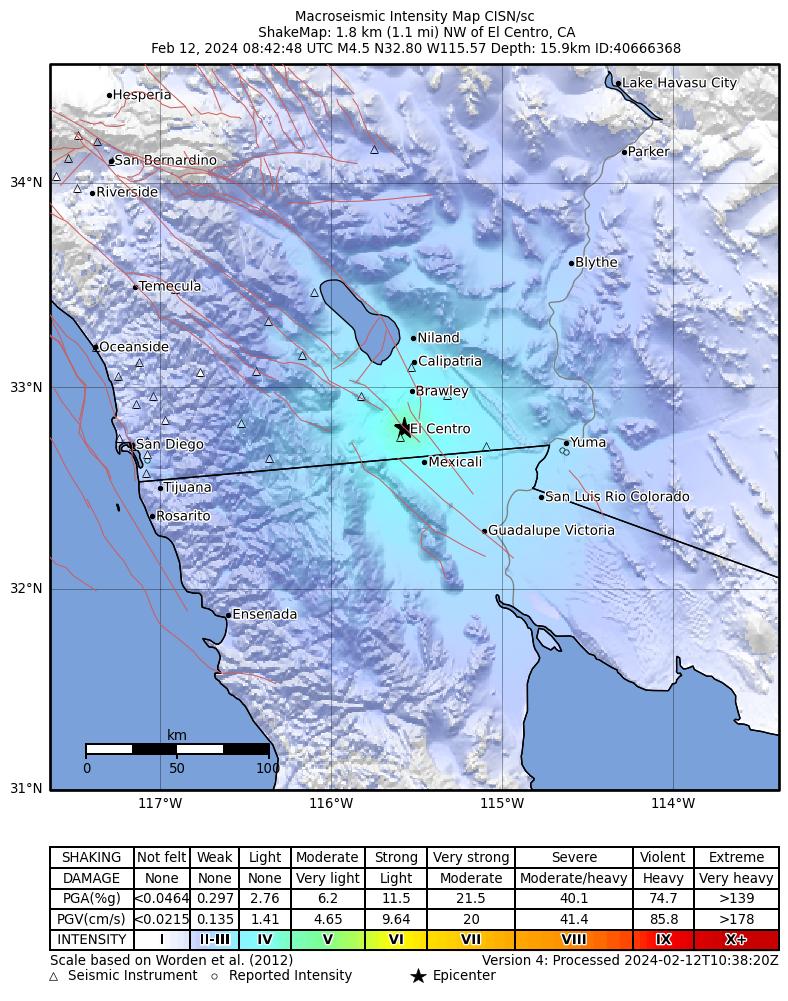 Macroseismic Intensity Map CISN/sc
ShakeMap: 1.8 km (1.1 mi) NW of El Centro, CA
Feb 12, 2024 08:42:48 UTC M4.5 N32.80 W115.57 Depth: 15.9km ID:40666368
Lake Havasu City
Hesperia
Parker
San Bernardino
34°N
Riverside
Blythe
Temecula
Niland
Oceanside
Calipatria
33°N
Brawley
El Centro
San Diego
Yuma
Mexicali
Tijuana
San Luis Rio Colorado
Rosarito
Guadalupe Victoria
32°N
Ensenada
km
0 50 100
31°N
117°W 116°W 115°W 114°W
SHAKING Not felt Weak Light Moderate Strong Very strong Severe Violent Extreme
DAMAGE None None None Very light Light Moderate Moderate/heavy Heavy Very heavy
PGA(%g) <0.0464 0.297 2.76 6.2 11.5 21.5 40.1 74.7 >139
PGV(cm/s) <0.0215 0.135 1.41 4.65 9.64 20 41.4 85.8 >178
INTENSITY I II-III IV V VI VII VIII IX X+
Scale based on Worden et al. (2012) Version 4: Processed 2024-02-12T10:38:20Z
△ Seismic Instrument ○ Reported Intensity ★ Epicenter